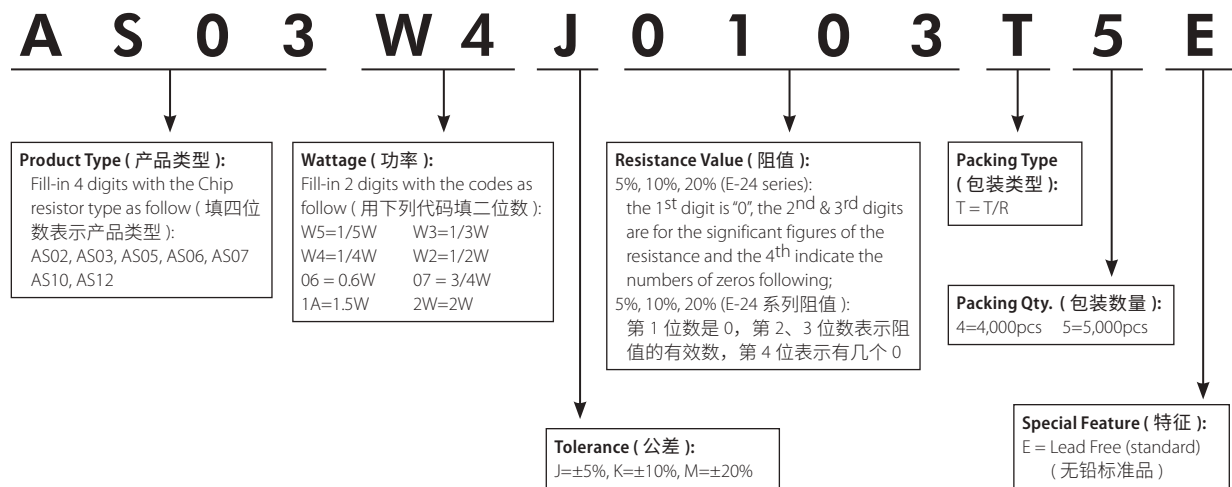 A S 0 3 W 4 J 0 1 0 3 T 5 E
Product Type ( 产品类型 ):
Fill-in 4 digits with the Chip
resistor type as follow ( 填四位
数表示产品类型 ):
AS02, AS03, AS05, AS06, AS07
AS10, AS12
Wattage ( 功率 ):
Fill-in 2 digits with the codes as
follow ( 用下列代码填二位数 ):
W5=1/5W W3=1/3W
W4=1/4W W2=1/2W
06 = 0.6W 07 = 3/4W
1A=1.5W 2W=2W
Resistance Value ( 阻值 ):
5%, 10%, 20% (E-24 series):
the 1st digit is “0”, the 2nd & 3rd digits
are for the significant figures of the
resistance and the 4th indicate the
numbers of zeros following;
5%, 10%, 20% (E-24 系列阻值 ):
第 1 位数是 0，第 2、3 位数表示阻
值的有效数，第 4 位表示有几个 0
Packing Type
( 包装类型 ):
T = T/R
Packing Qty. ( 包装数量 ):
4=4,000pcs 5=5,000pcs
Tolerance ( 公差 ):
J=±5%, K=±10%, M=±20%
Special Feature ( 特征 ):
E = Lead Free (standard)
( 无铅标准品 )